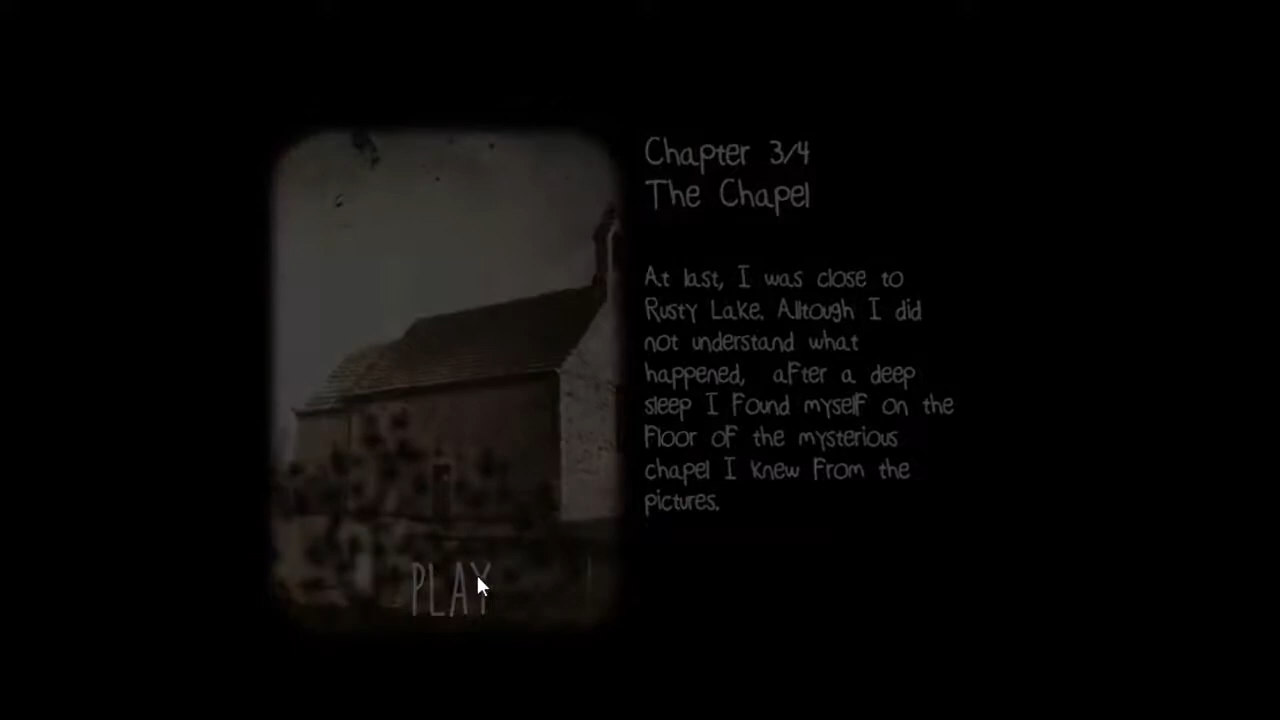 Chapter 3/4
The Chapel
At last, I was close to
Rusty Lake. Alltough I did
not understand what
happened, after a deep
sleep I found myself on the
floor of the mysterious
chapel I knew from the
pictures.
PLAY